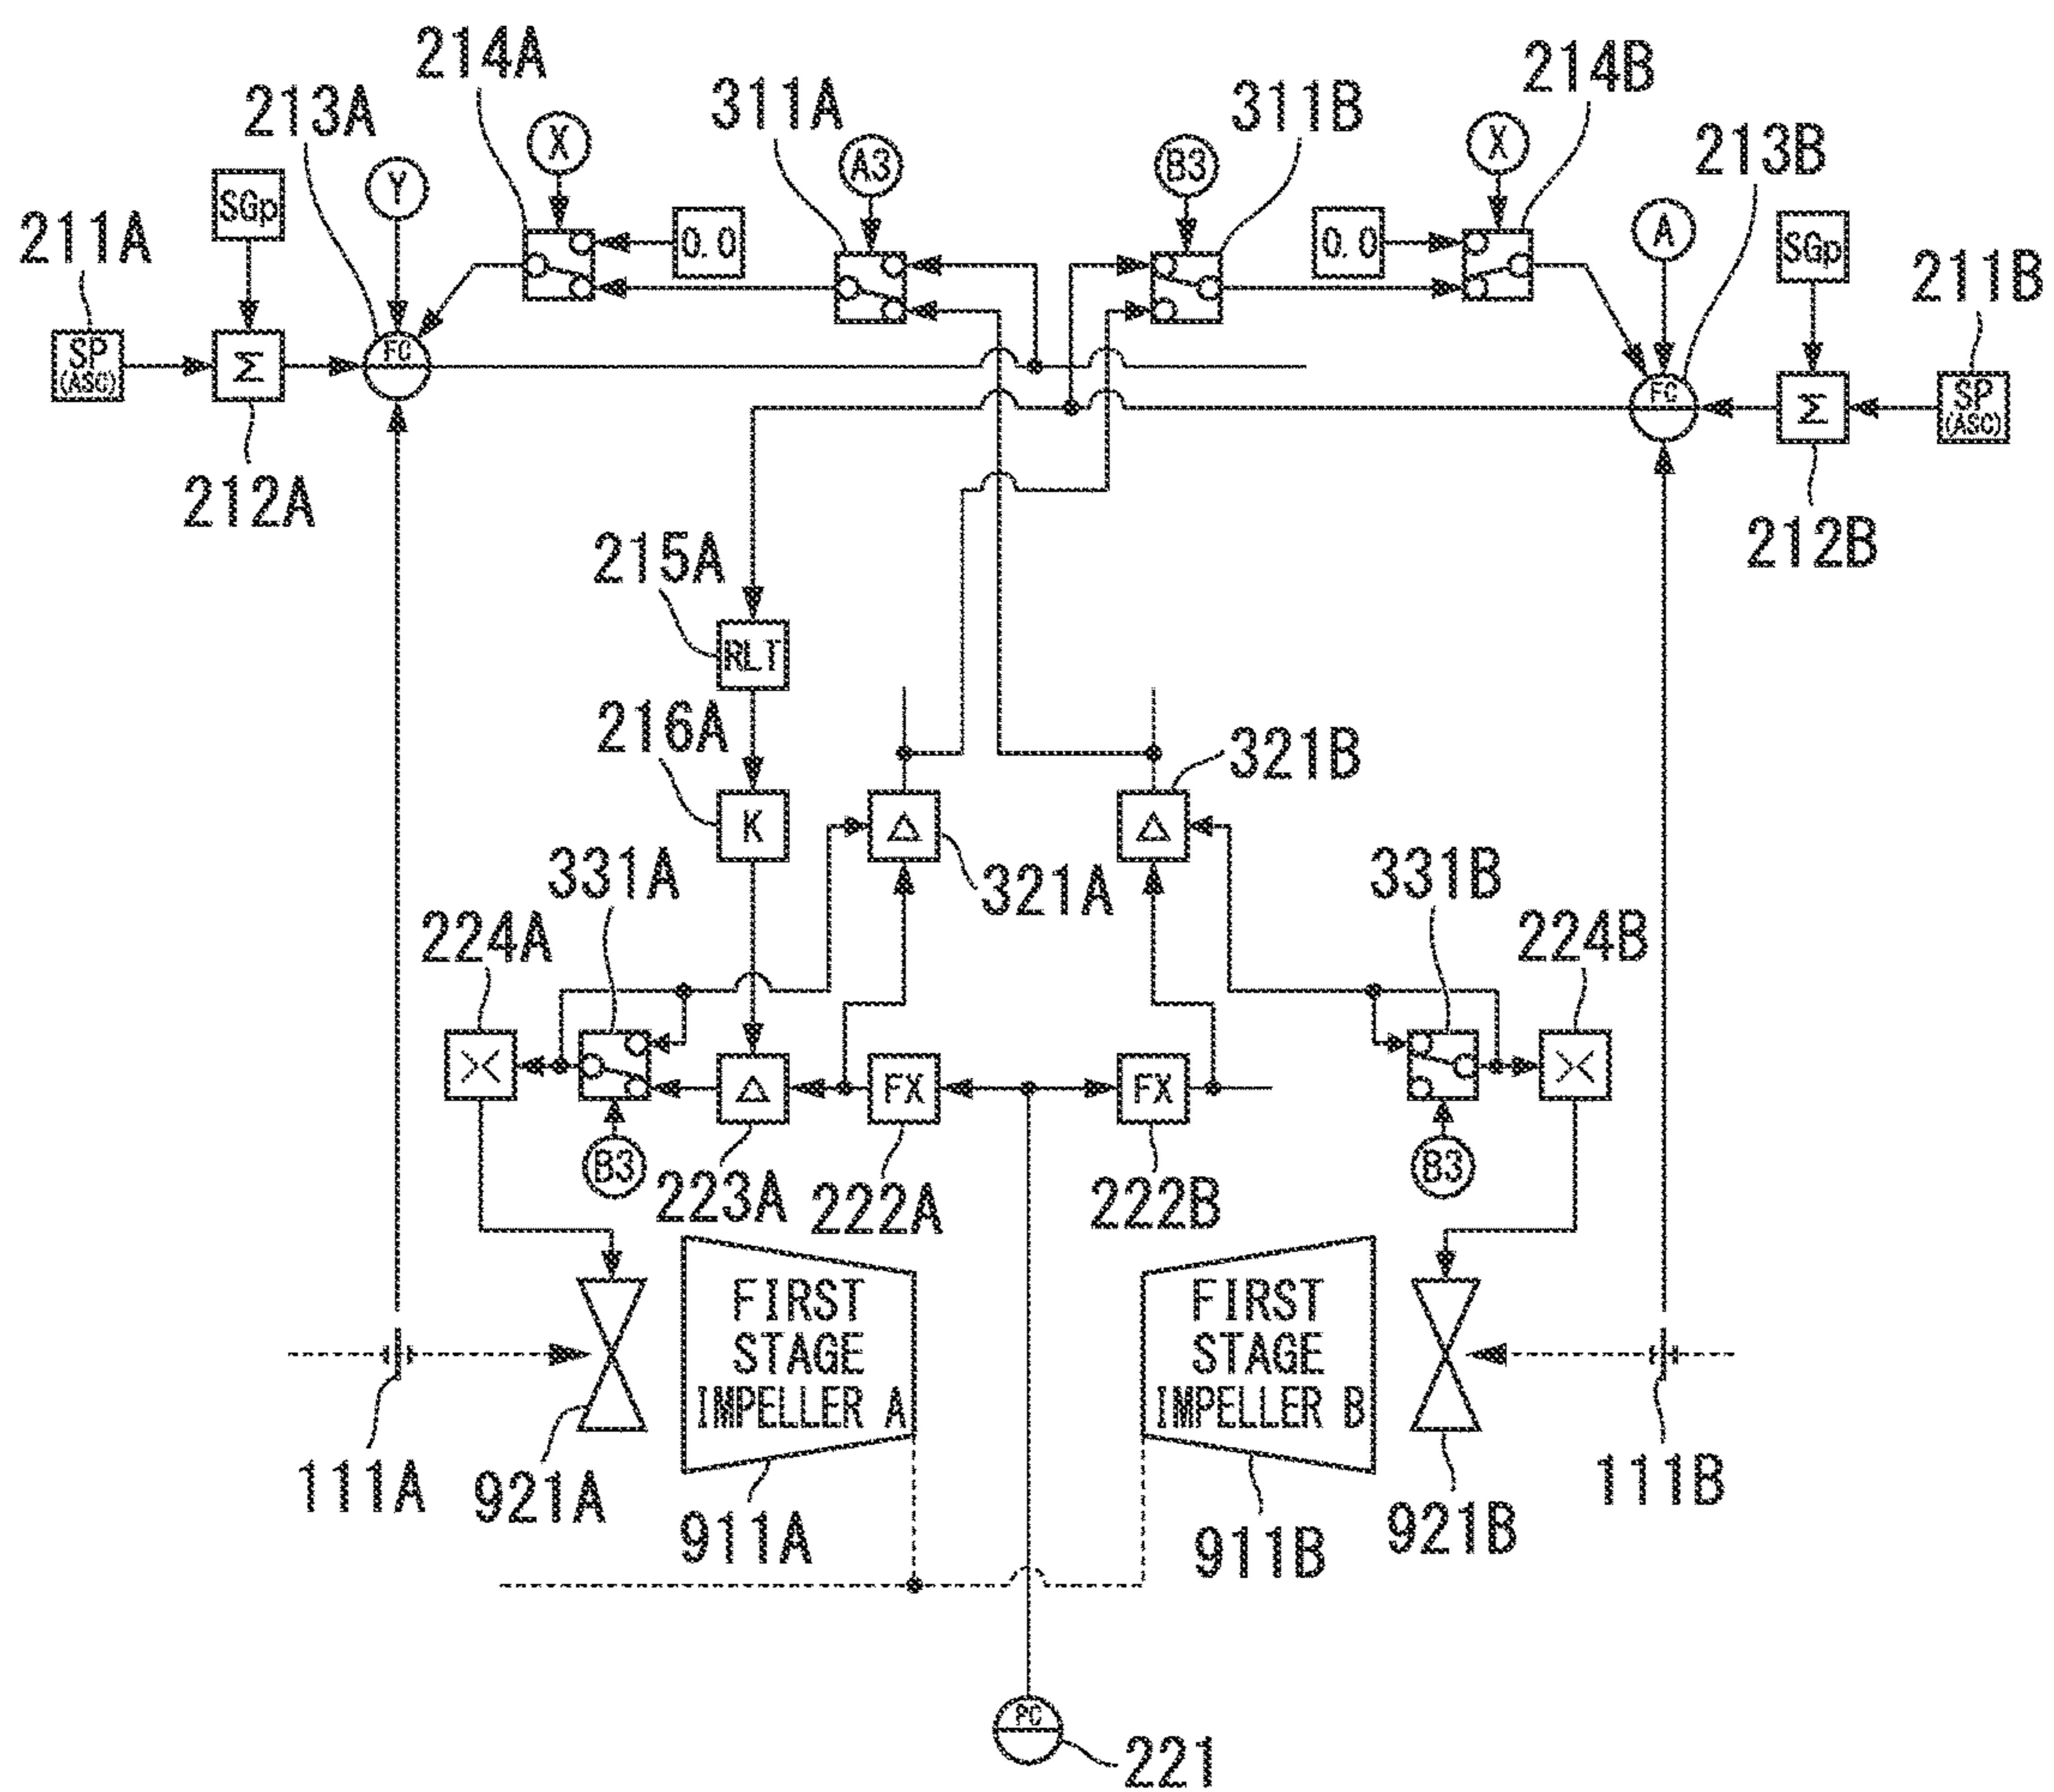 214A
311A
311B
214B
213A
X
A3
B3
X
213B
211A
SGp
Y
0.0
0.0
A
SGp
211B
SP
(ASC)
Σ
FC
FC
Σ
SP
(ASC)
212A
212B
215A
RLT
216A
K
Δ
Δ
321B
321A
331A
331B
224A
224B
Δ
FX
FX
B3
B3
223A
222A
222B
FIRST
STAGE
IMPELLER A
FIRST
STAGE
IMPELLER B
111A
921A
911A
911B
921B
111B
PC
221